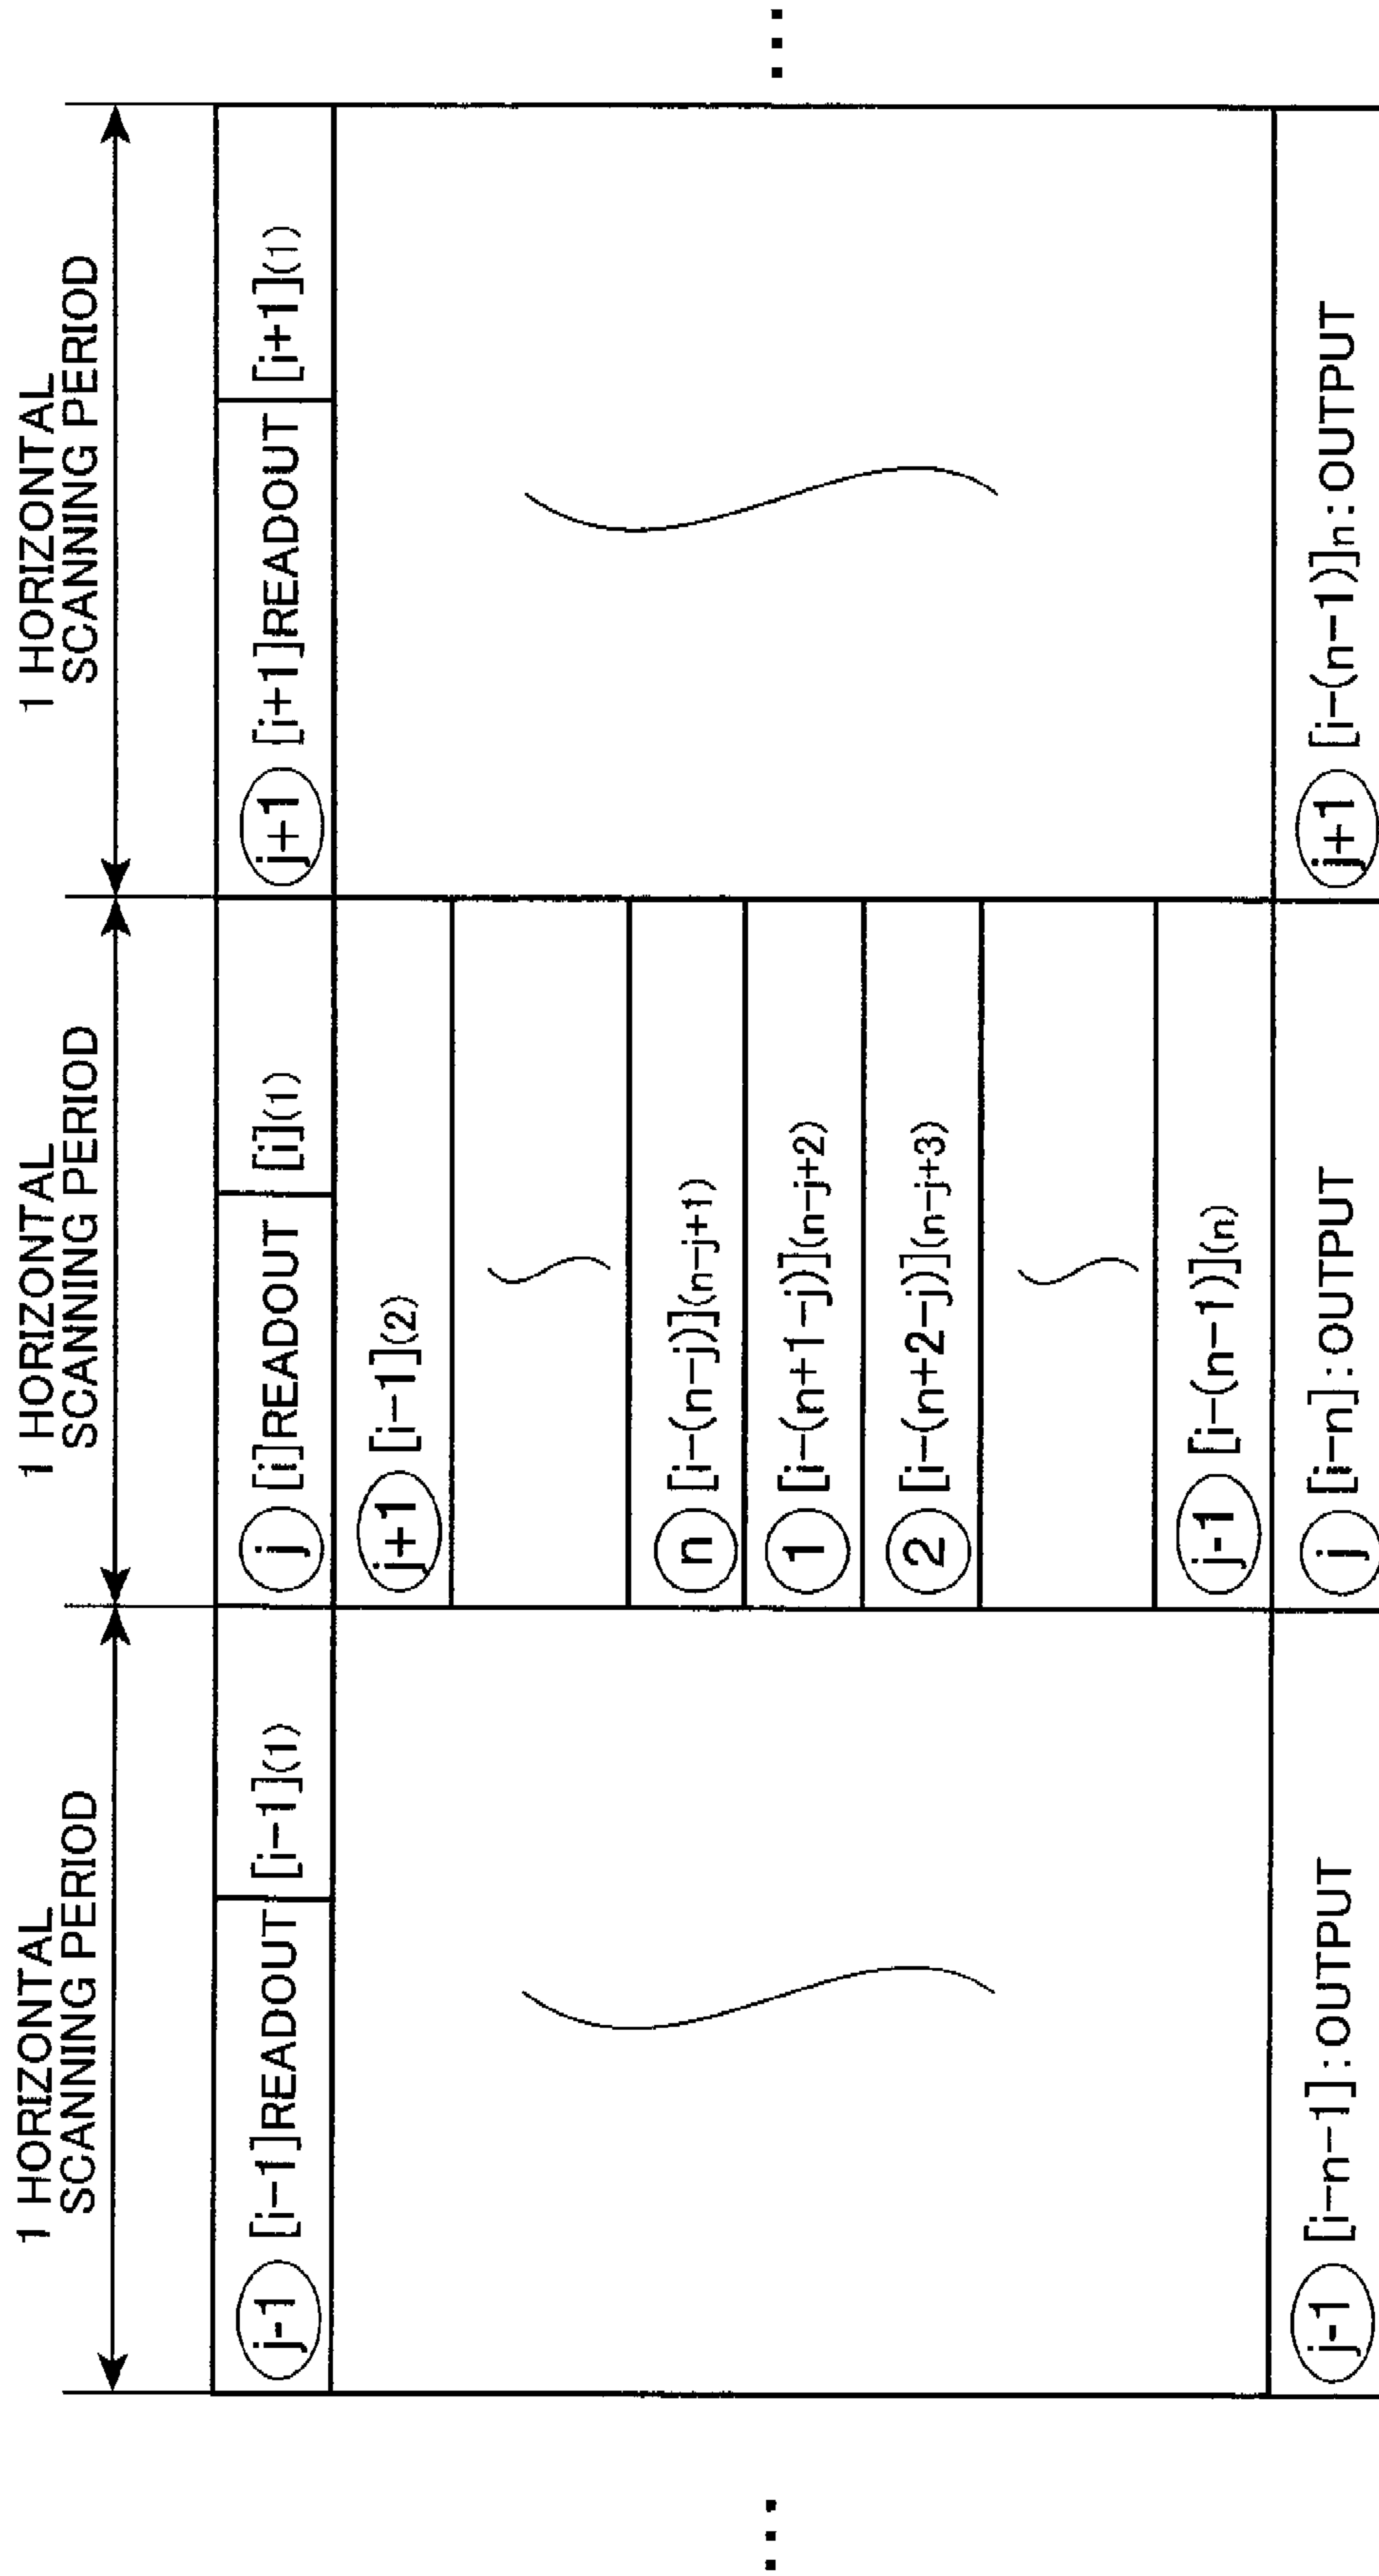 1 HORIZONTAL
SCANNING PERIOD
1 HORIZONTAL
SCANNING PERIOD
1 HORIZONTAL
SCANNING PERIOD
j-1 [i-1]READOUT [i-1](1)
j [i]READOUT [i](1)
j+1 [i+1]READOUT [i+1](1)
j+1 [i-1](2)
n [i-(n-j)](n-j+1)
1 [i-(n+1-j)](n-j+2)
2 [i-(n+2-j)](n-j+3)
j-1 [i-(n-1)](n)
j-1 [i-n-1]:OUTPUT
j [i-n]:OUTPUT
j+1 [i-(n-1)]n:OUTPUT